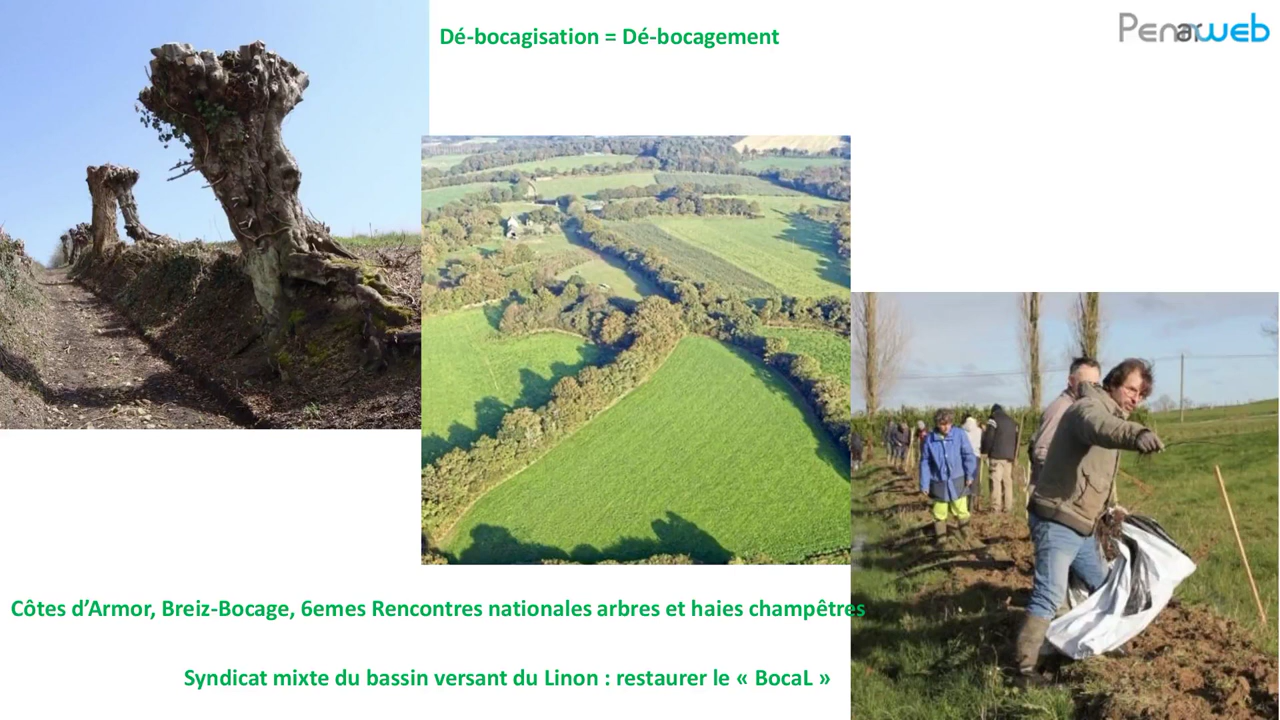 Dé-bocagisation = Dé-bocagement
Penarweb
Côtes d’Armor, Breiz-Bocage, 6emes Rencontres nationales arbres et haies champêtres
Syndicat mixte du bassin versant du Linon : restaurer le « BocaL »